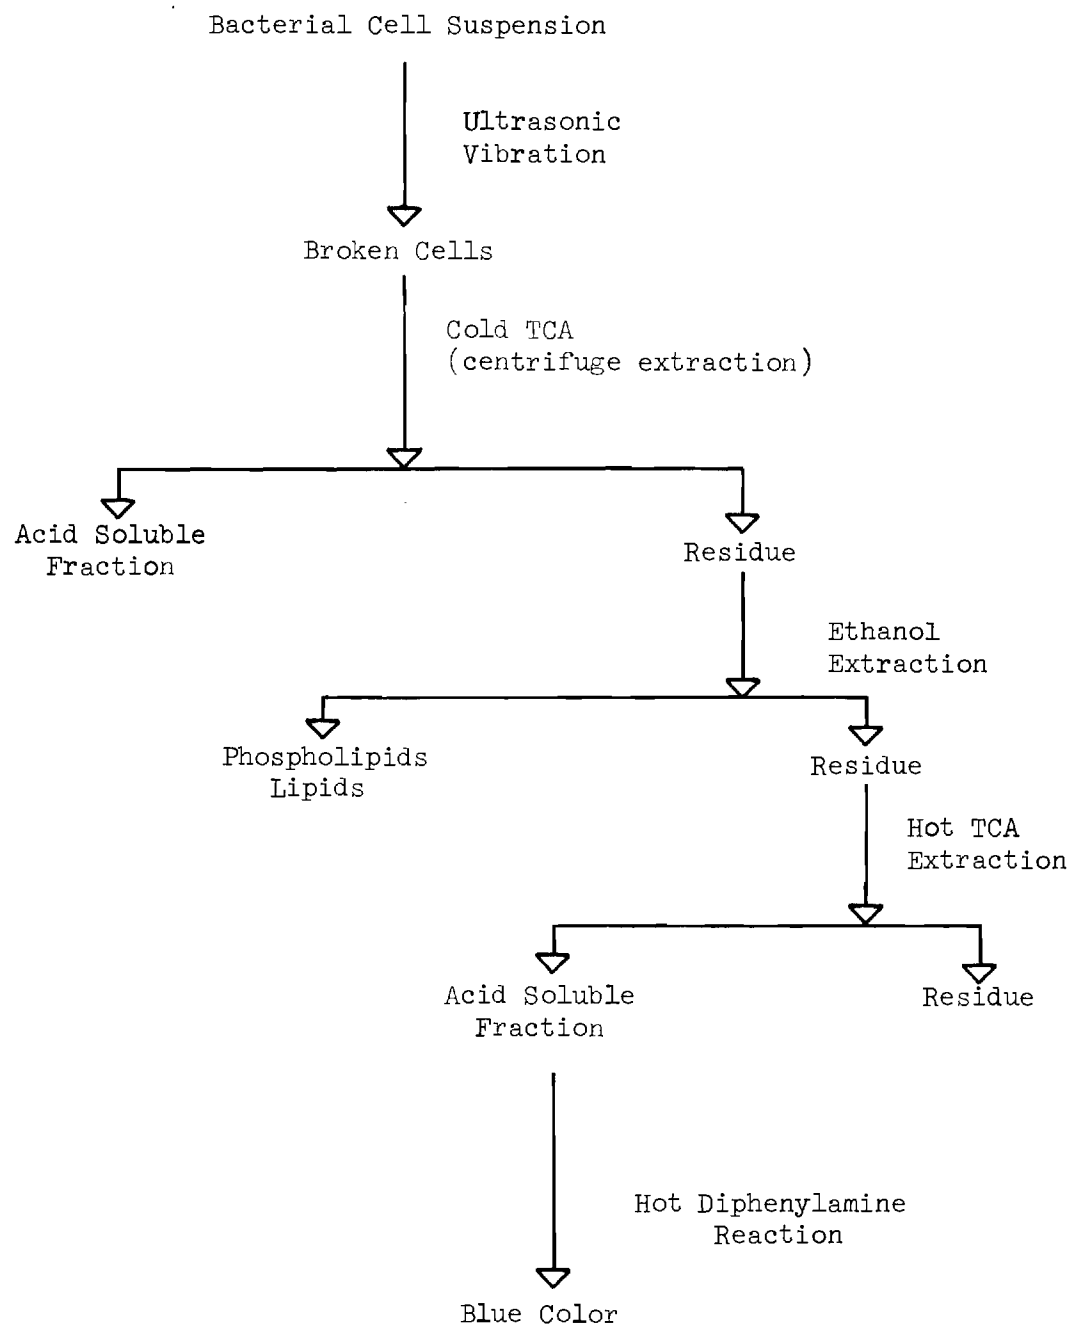 Bacterial Cell Suspension
Ultrasonic
Vibration
Broken Cells
Cold TCA
(centrifuge extraction)
Acid Soluble
Fraction
Residue
Ethanol
Extraction
Phospholipids
Lipids
Residue
Hot TCA
Extraction
Acid Soluble
Fraction
Residue
Hot Diphenylamine
Reaction
Blue Color